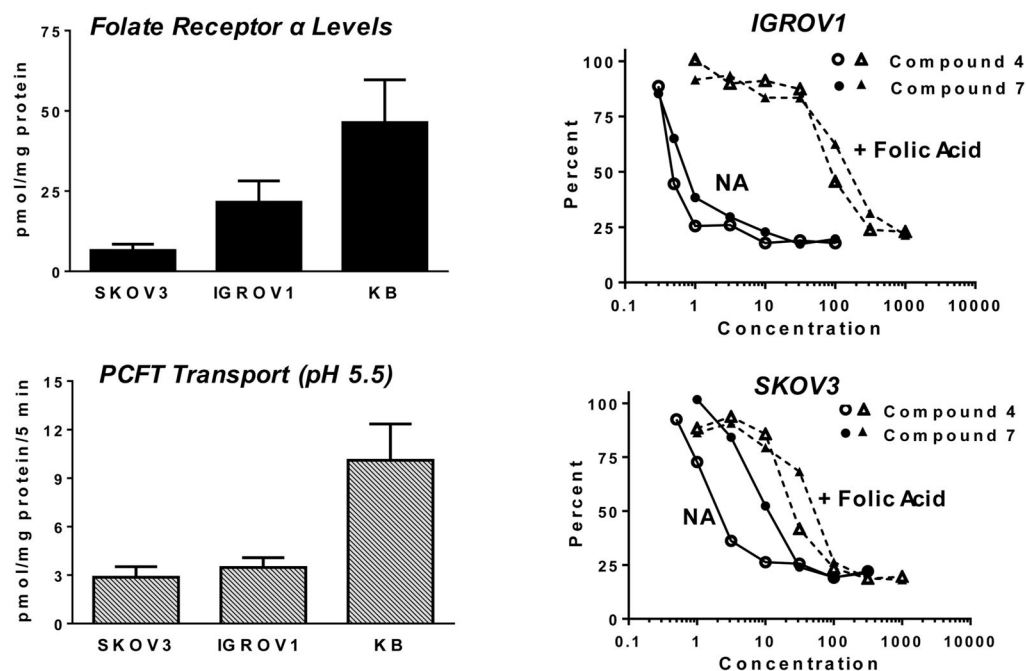 Folate Receptor α Levels
pmol/mg protein
75
50
25
0
SKOV3 IGROV1 KB
IGROV1
Percent
100
75
50
25
0
Compound 4
Compound 7
+ Folic Acid
NA
0.1 1 10 100 1000 10000
Concentration
PCFT Transport (pH 5.5)
pmol/mg protein/5 min
15
12
9
6
3
0
SKOV3 IGROV1 KB
SKOV3
Percent
100
75
50
25
0
Compound 4
Compound 7
+ Folic Acid
NA
0.1 1 10 100 1000 10000
Concentration